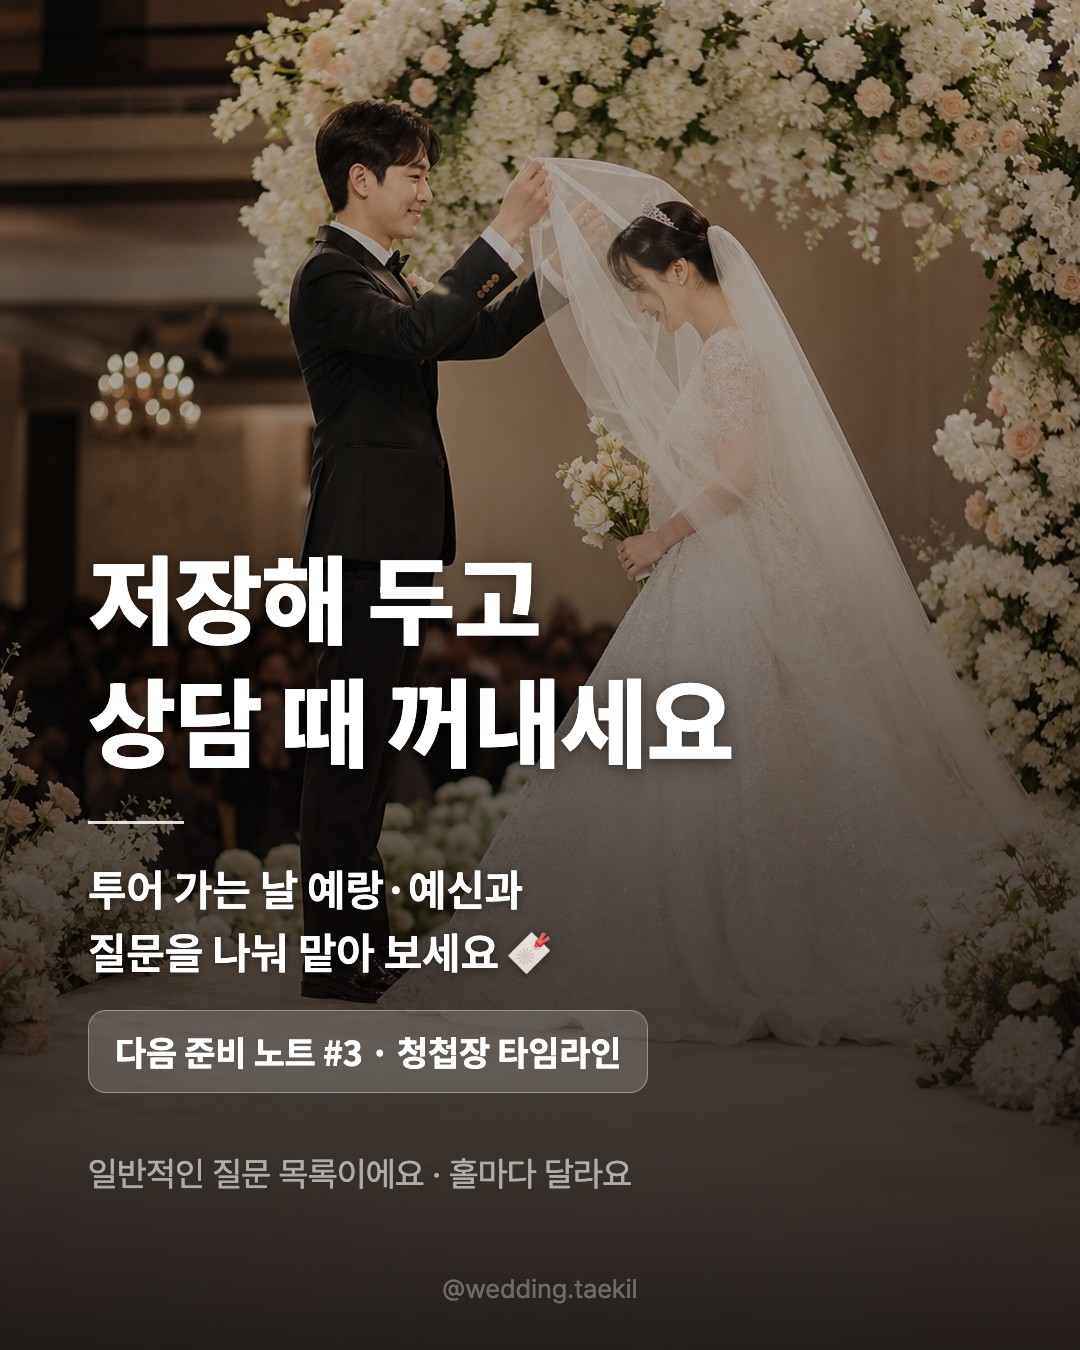 저장해 두고
상담 때 꺼내세요
투어 가는 날 예랑·예신과
질문을 나눠 맡아 보세요
다음 준비 노트 #3 · 청첩장 타임라인
일반적인 질문 목록이에요 · 홀마다 달라요
@wedding.taekil